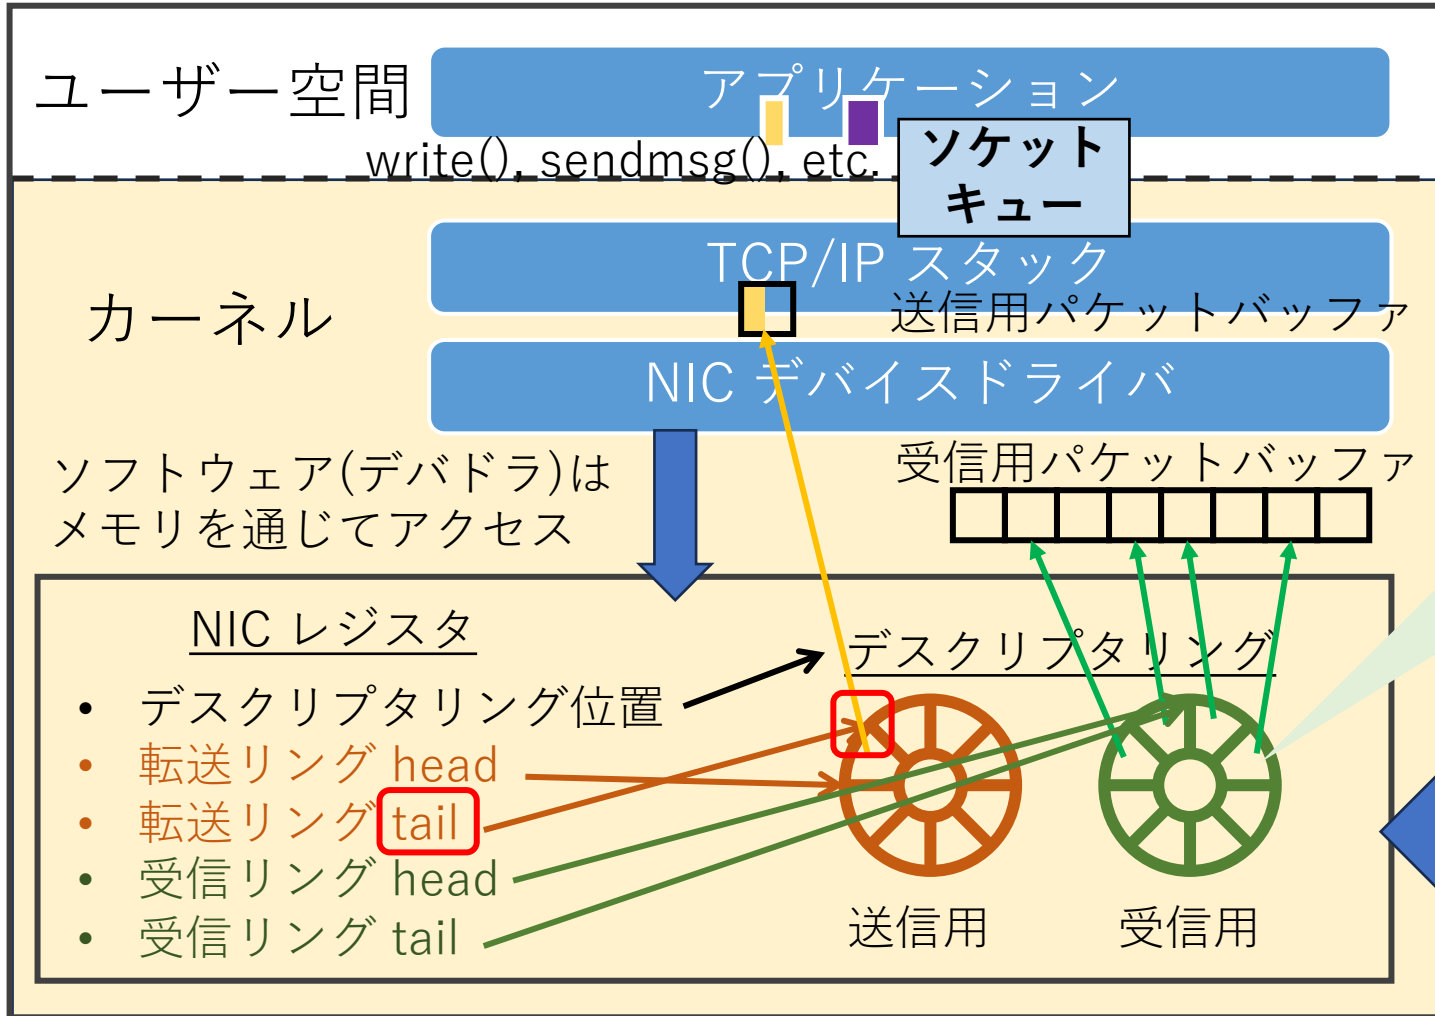 ユーザー空間
アプリケーション
write(), sendmsg(), etc.
ソケット
キュー
TCP/IP スタック
カーネル
送信用パケットバッファ
NIC デバイスドライバ
ソフトウェア(デバドラ)は
メモリを通じてアクセス
受信用パケットバッファ
NIC レジスタ
• デスクリプタリング位置
• 転送リング head
• 転送リング tail
• 受信リング head
• 受信リング tail
デスクリプタリング
送信用
受信用